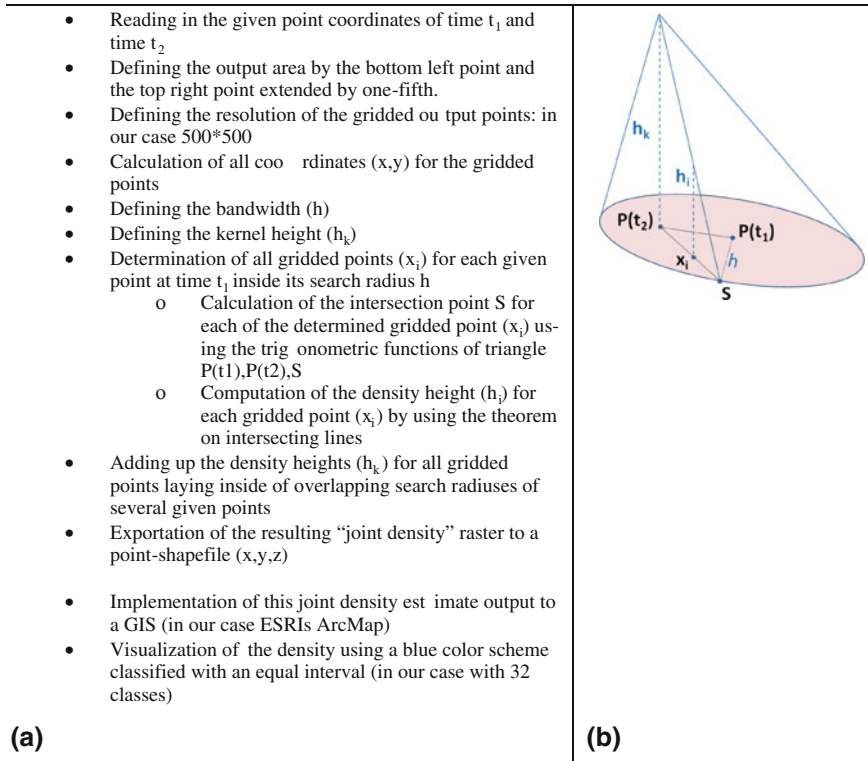 • Reading in the given point coordinates of time t₁ and
time t₂
• Defining the output area by the bottom left point and
the top right point extended by one-fifth.
• Defining the resolution of the gridded ou tput points: in
our case 500*500
• Calculation of all coo rdinates (x,y) for the gridded
points
• Defining the bandwidth (h)
• Defining the kernel height (hₖ)
• Determination of all gridded points (xᵢ) for each given
point at time t₁ inside its search radius h
o Calculation of the intersection point S for
each of the determined gridded point (xᵢ) us-
ing the trig onometric functions of triangle
P(t1),P(t2),S
o Computation of the density height (hᵢ) for
each gridded point (xᵢ) by using the theorem
on intersecting lines
• Adding up the density heights (hₖ) for all gridded
points laying inside of overlapping search radiuses of
several given points
• Exportation of the resulting “joint density” raster to a
point-shapefile (x,y,z)
• Implementation of this joint density est imate output to
a GIS (in our case ESRIs ArcMap)
• Visualization of the density using a blue color scheme
classified with an equal interval (in our case with 32
classes)
(a)
hₖ
hᵢ
P(t₂)
P(t₁)
xᵢ
h
S
(b)